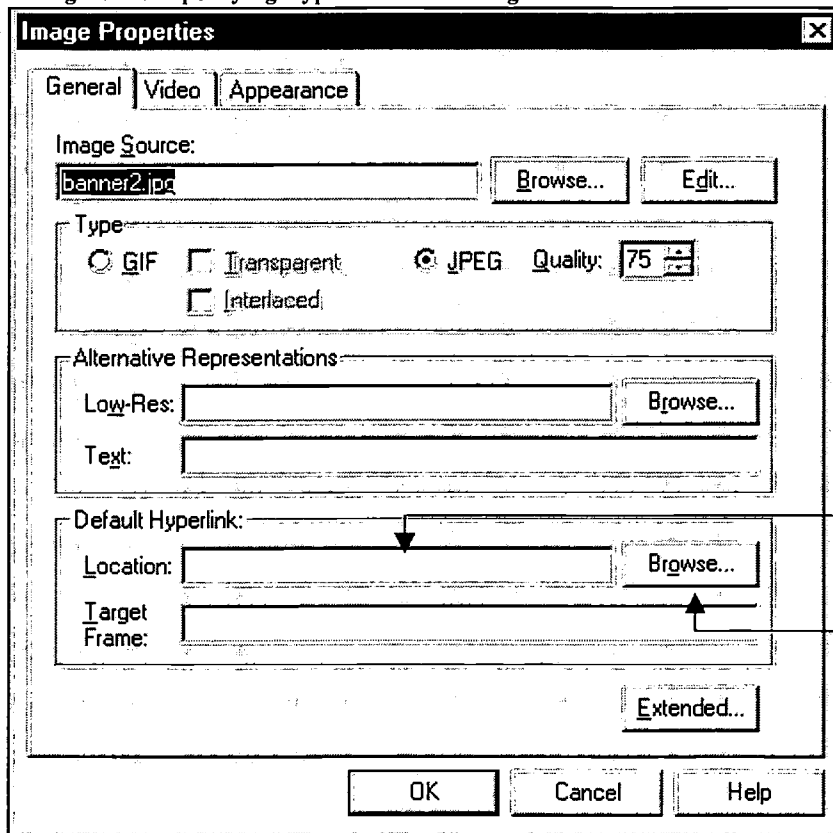 Image Properties
General Video Appearance
Image Source:
banner2.jpg Browse... Edit...
Type
GIF Transparent JPEG Quality: 75
Interlaced
Alternative Representations
Low-Res: Browse...
Text:
Default Hyperlink:
Location: Browse...
Target
Frame:
Extended...
OK Cancel Help